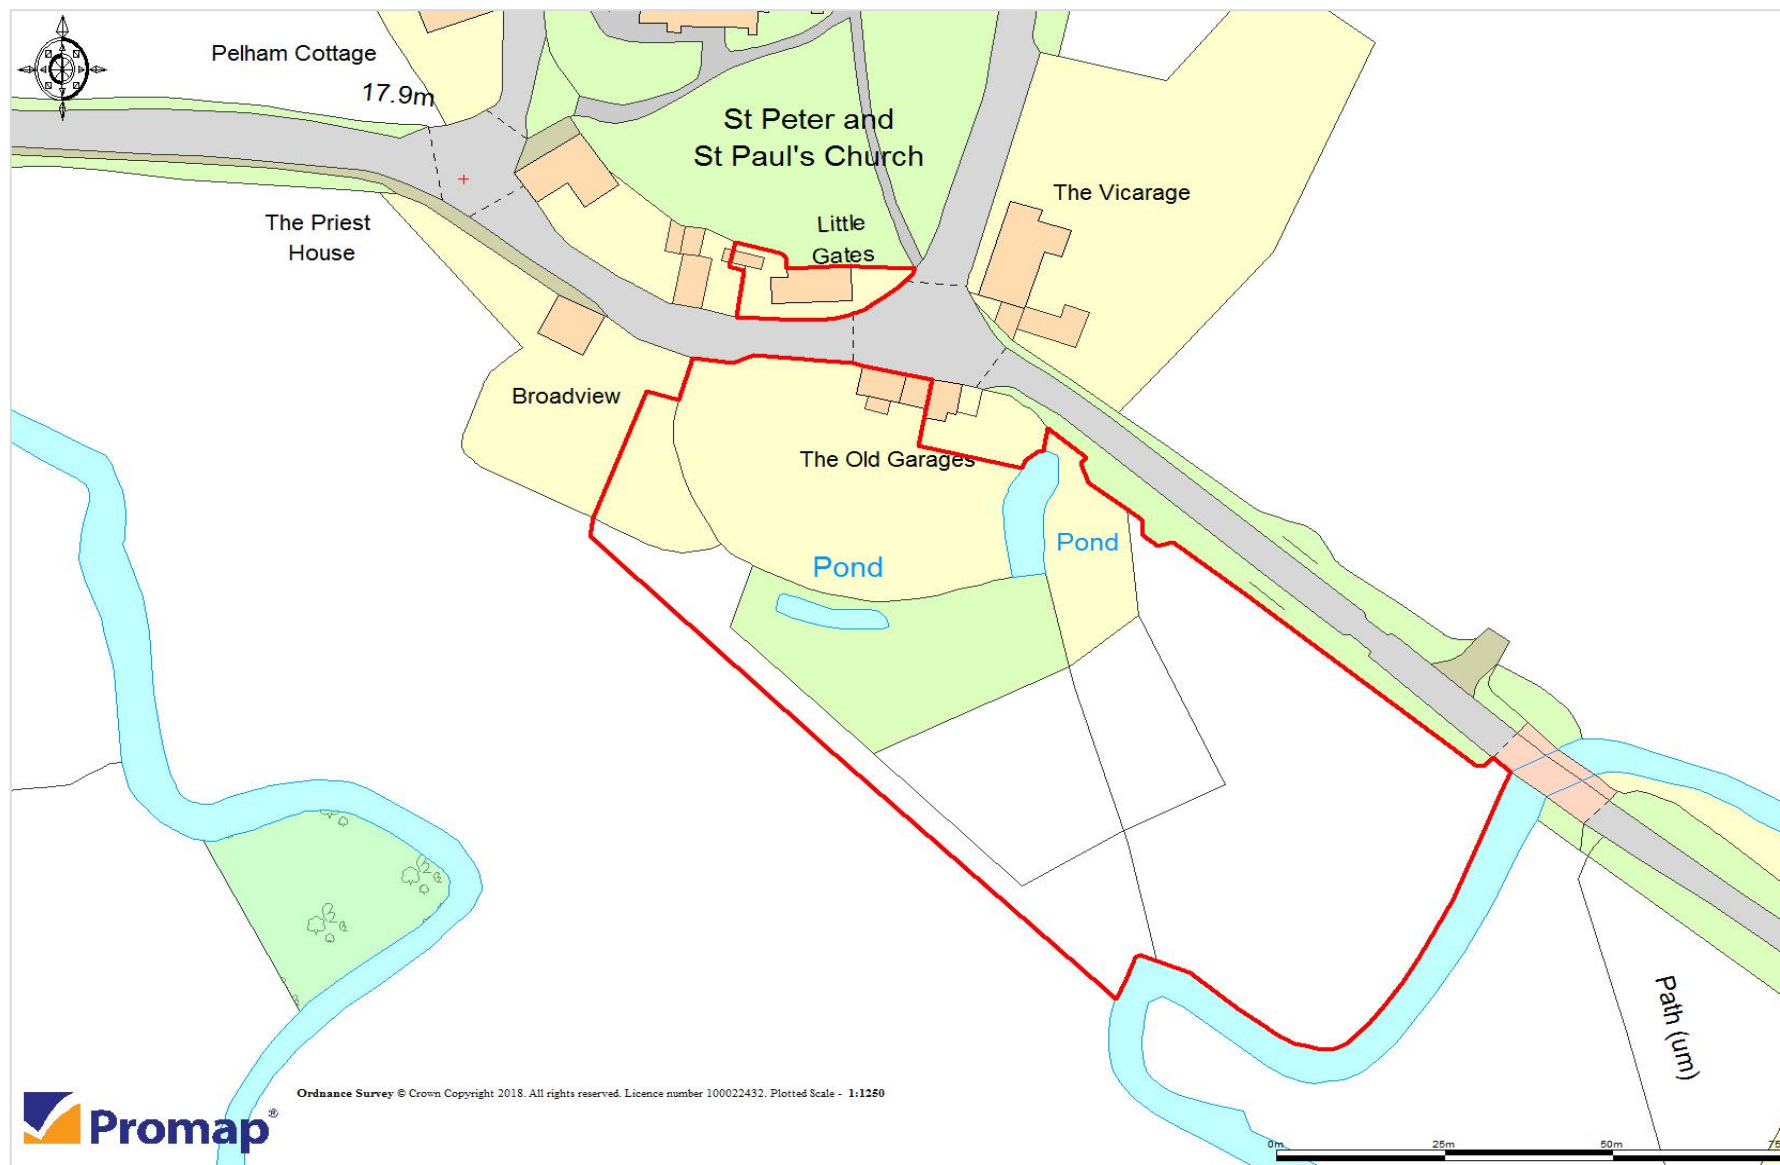 Pelham Cottage
17.9m
St Peter and
St Paul's Church
The Vicarage
The Priest
House
Little
Gates
Broadview
The Old Garages
Pond
Pond
Path (um)
Ordnance Survey © Crown Copyright 2018. All rights reserved. Licence number 100022432. Plotted Scale - 1:1250
Promap®
0m 25m 50m 75